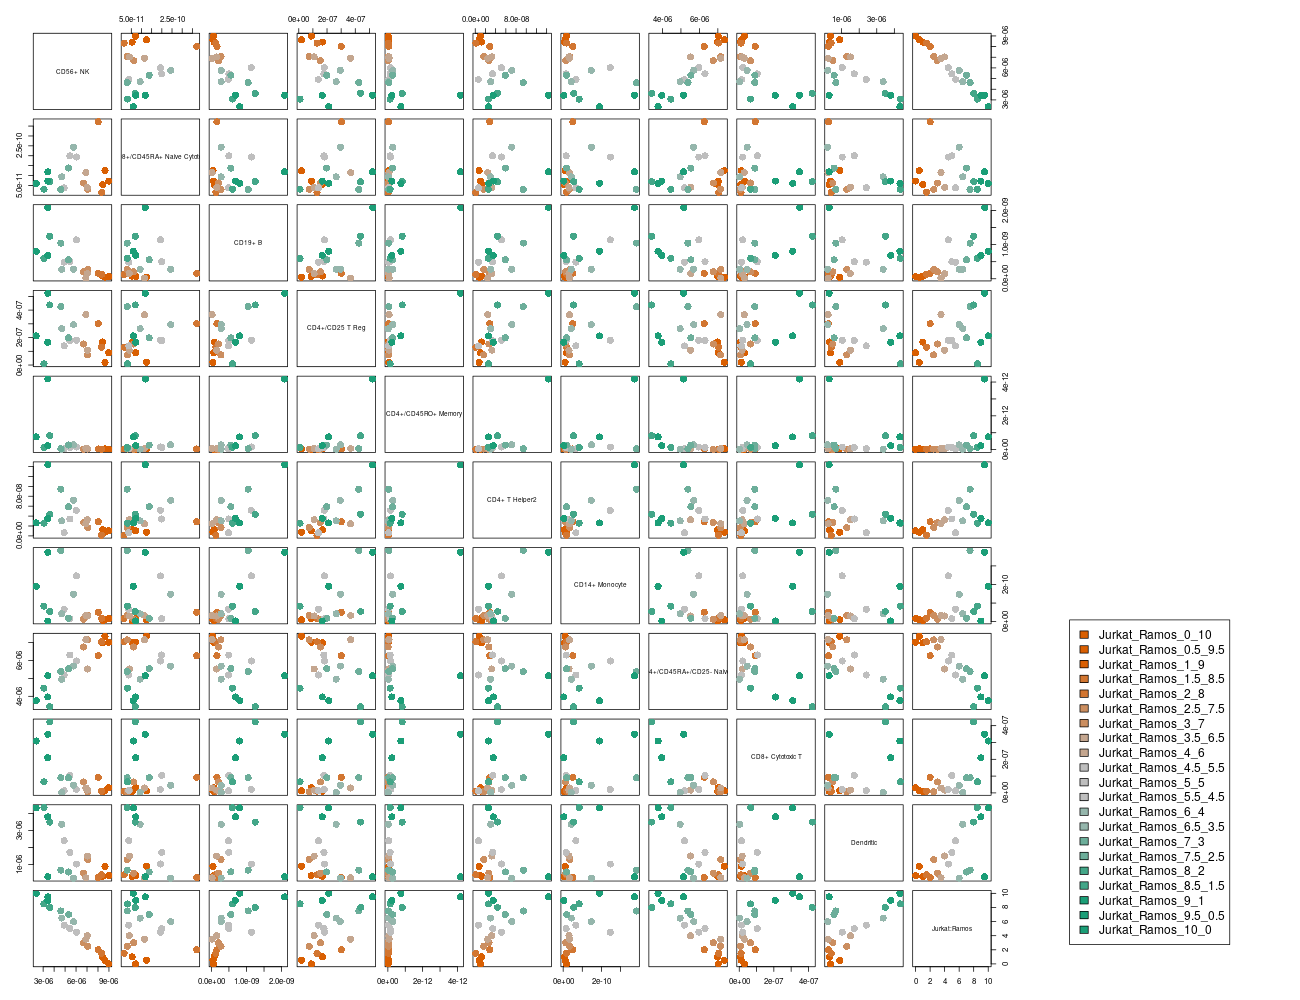 5.0e-11 2.5e-10 0e+00 2e-07 4e-07 0.0e+00 8.0e-08 4e-06 6e-06 1e-06 3e-06
CD56+ NK 3e-06 6e-06 9e-06
5.0e-11 2.5e-10 8+/CD45RA+ Naive Cytot
CD19+ B 0.0e+00 1.0e-09 2.0e-09
0e+00 2e-07 4e-07 CD4+/CD25 T Reg
CD4+/CD45RO+ Memory 0e+00 2e-12 4e-12
0.0e+00 8.0e-08 CD4+ T Helper2
CD14+ Monocyte 0e+00 2e-10
4e-06 6e-06 4+/CD45RA+/CD25- Naiv
CD8+ Cytotoxic T 0e+00 2e-07 4e-07
1e-06 3e-06 Dendritic
Jurkat:Ramos 0 2 4 6 8 10
3e-06 6e-06 9e-06 0.0e+00 1.0e-09 2.0e-09 0e+00 2e-12 4e-12 0e+00 2e-10 0e+00 2e-07 4e-07 0 2 4 6 8 10
Jurkat_Ramos_0_10
Jurkat_Ramos_0.5_9.5
Jurkat_Ramos_1_9
Jurkat_Ramos_1.5_8.5
Jurkat_Ramos_2_8
Jurkat_Ramos_2.5_7.5
Jurkat_Ramos_3_7
Jurkat_Ramos_3.5_6.5
Jurkat_Ramos_4_6
Jurkat_Ramos_4.5_5.5
Jurkat_Ramos_5_5
Jurkat_Ramos_5.5_4.5
Jurkat_Ramos_6_4
Jurkat_Ramos_6.5_3.5
Jurkat_Ramos_7_3
Jurkat_Ramos_7.5_2.5
Jurkat_Ramos_8_2
Jurkat_Ramos_8.5_1.5
Jurkat_Ramos_9_1
Jurkat_Ramos_9.5_0.5
Jurkat_Ramos_10_0